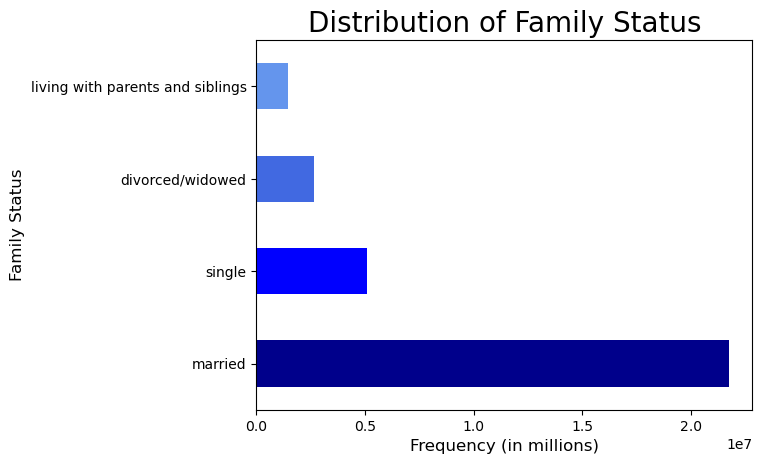 Distribution of Family Status
living with parents and siblings
divorced/widowed
single
married
Family Status
0.0 0.5 1.0 1.5 2.0
1e7
Frequency (in millions)